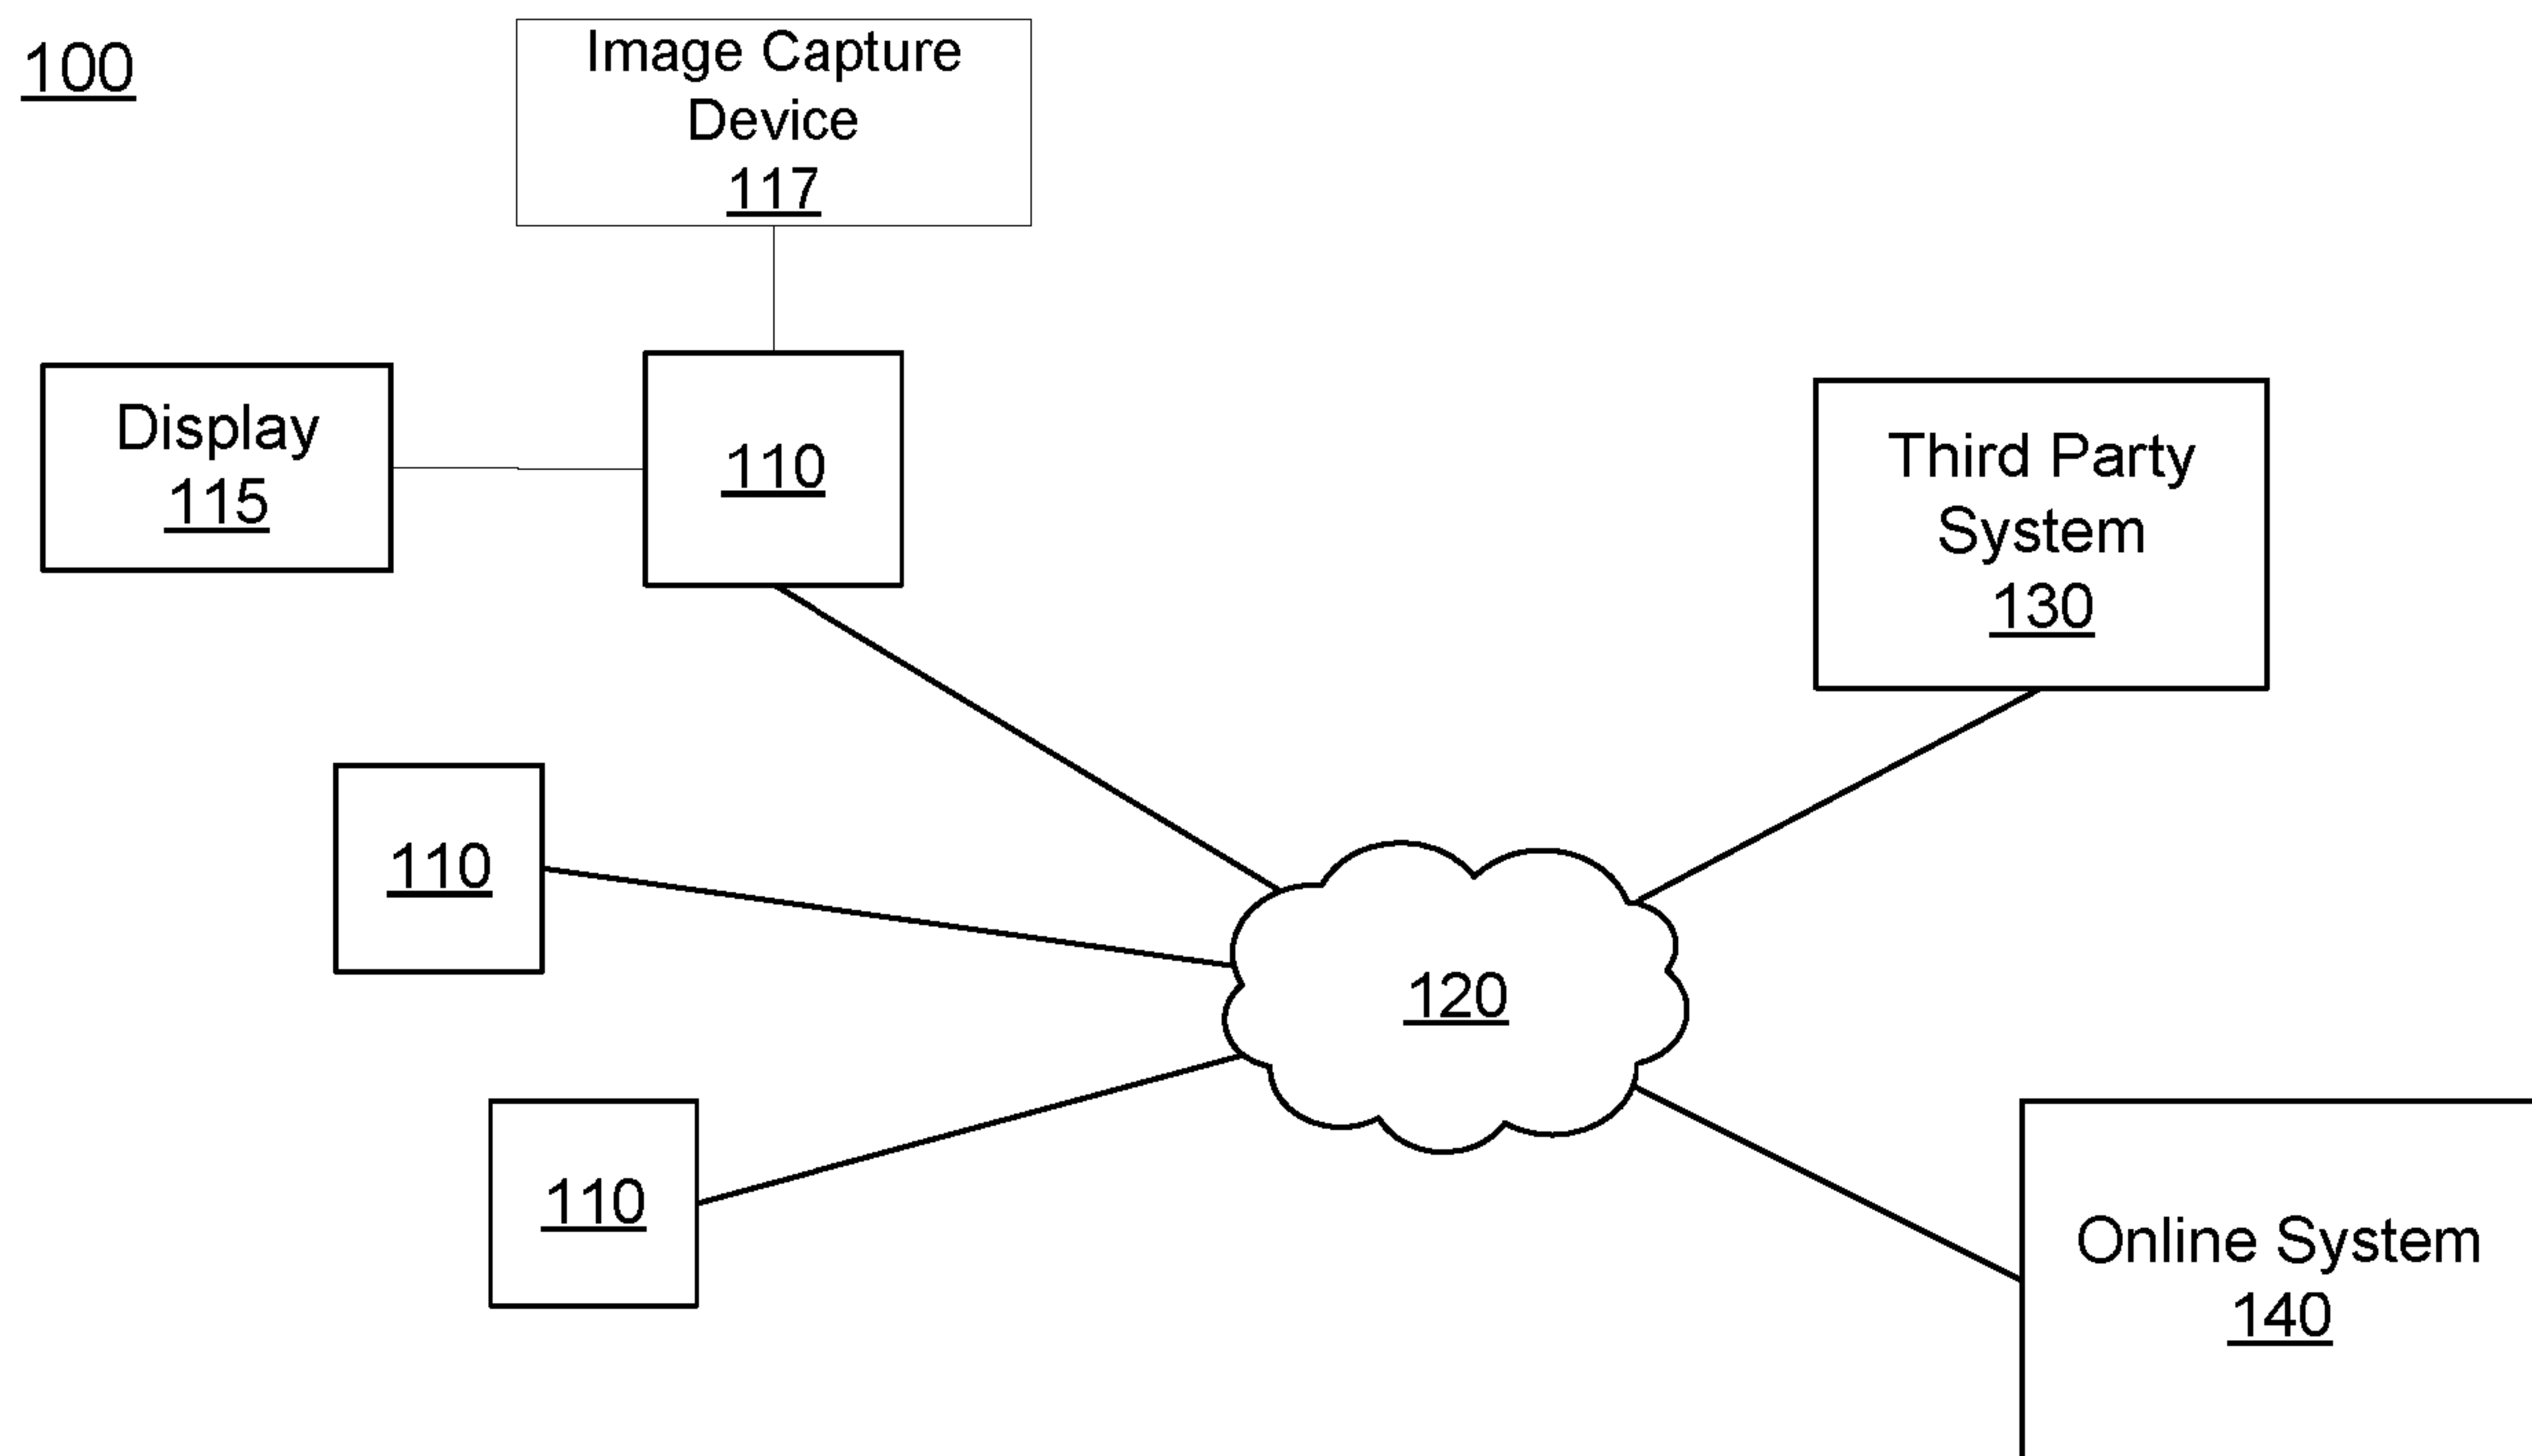 100
Image Capture
Device
117
Display
115
110
Third Party
System
130
110
120
110
Online System
140